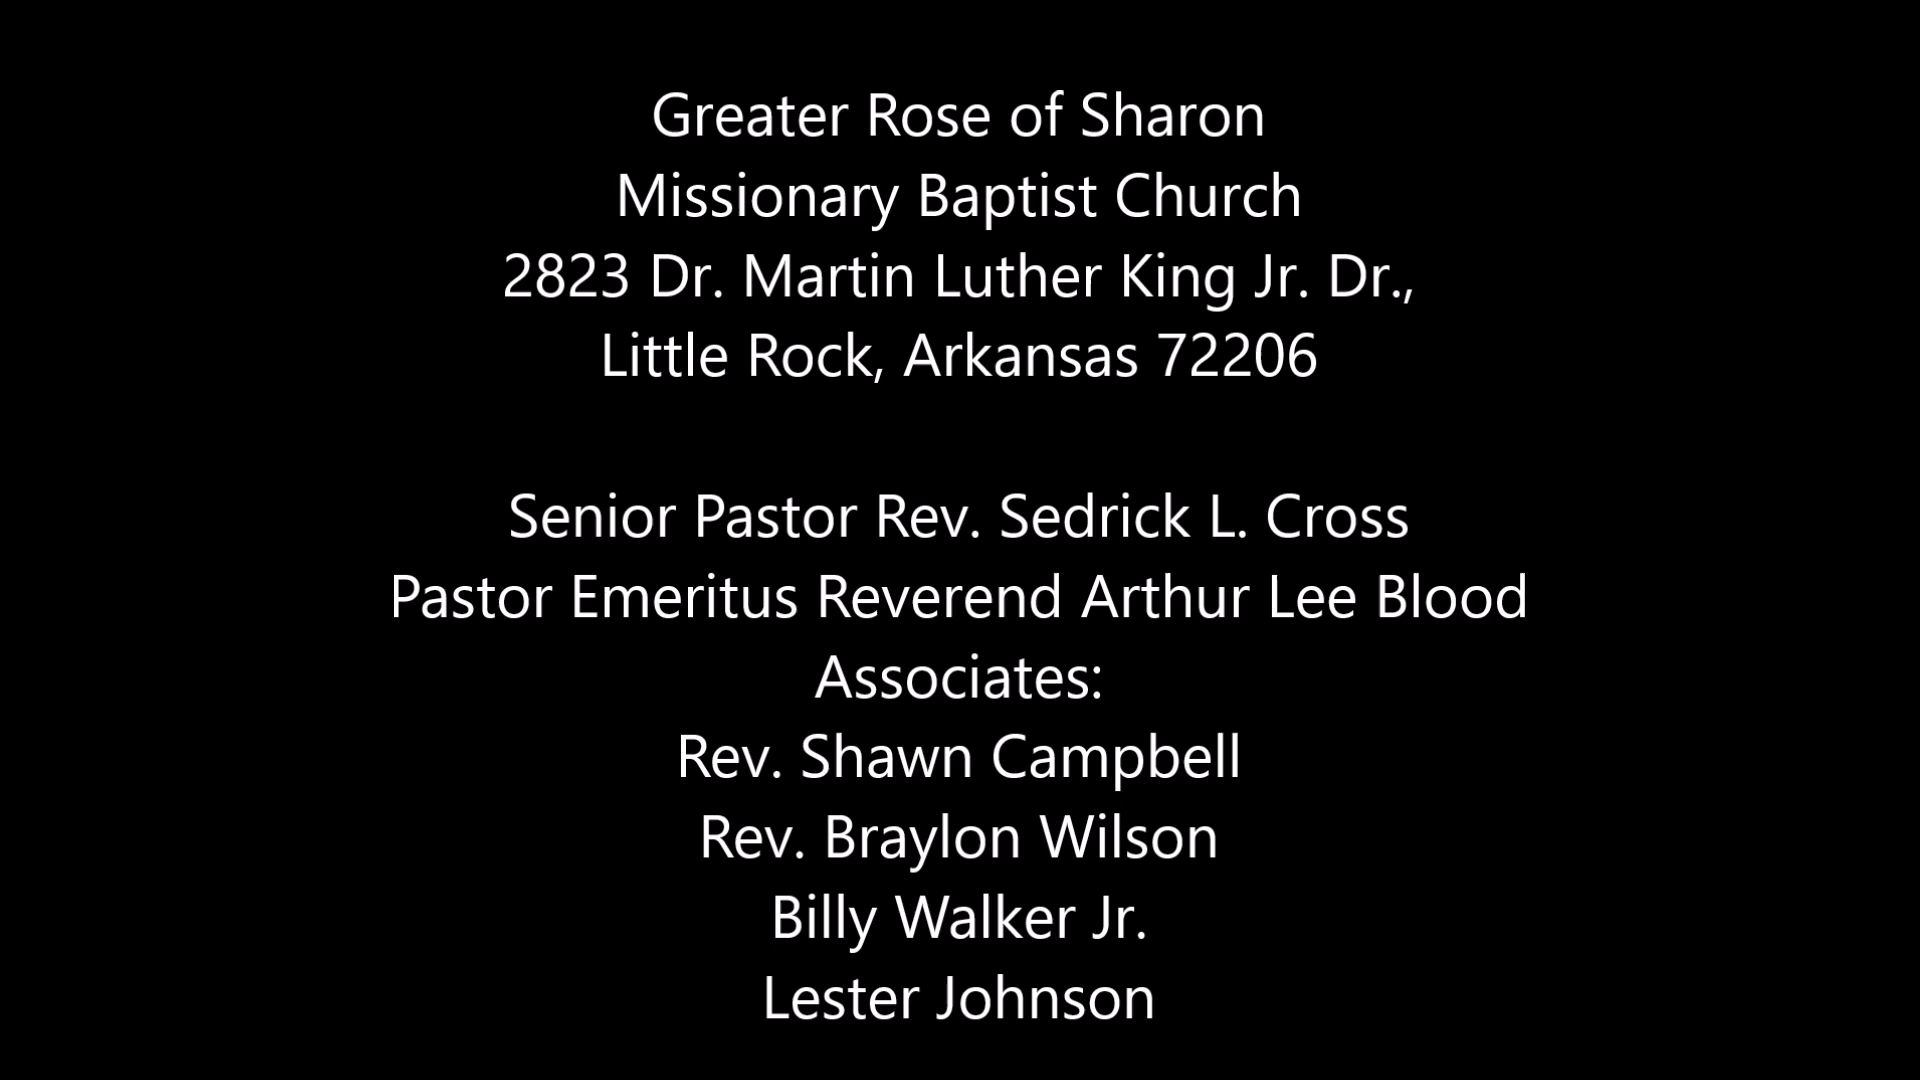 Greater Rose of Sharon
Missionary Baptist Church
2823 Dr. Martin Luther King Jr. Dr.,
Little Rock, Arkansas 72206
Senior Pastor Rev. Sedrick L. Cross
Pastor Emeritus Reverend Arthur Lee Blood
Associates:
Rev. Shawn Campbell
Rev. Braylon Wilson
Billy Walker Jr.
Lester Johnson